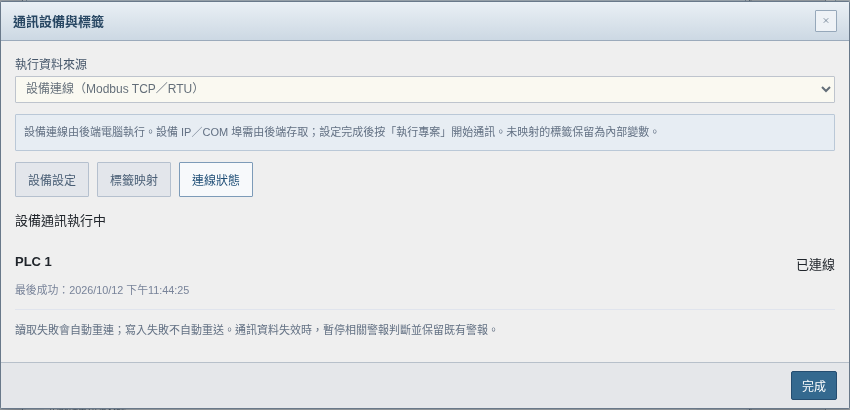 通訊設備與標籤
×
執行資料來源
設備連線（Modbus TCP／RTU）
設備連線由後端電腦執行。設備 IP／COM 埠需由後端存取；設定完成後按「執行專案」開始通訊。未映射的標籤保留為內部變數。
設備設定 標籤映射 連線狀態
設備通訊執行中
PLC 1 已連線
最後成功：2026/10/12 下午11:44:25
讀取失敗會自動重連；寫入失敗不自動重送。通訊資料失效時，暫停相關警報判斷並保留既有警報。
完成